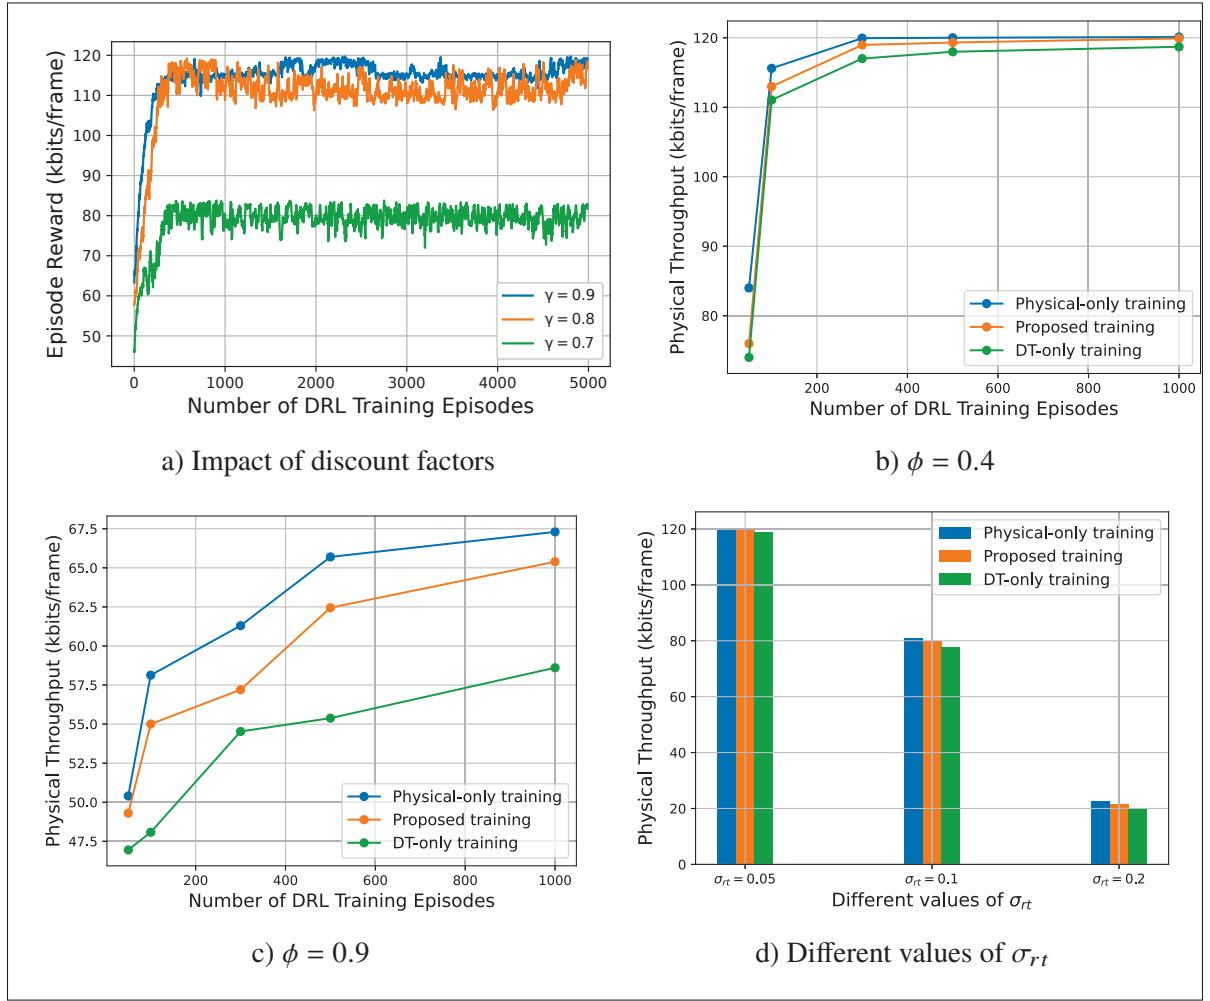 120
110
100
90
80
70
60
50
Episode Reward (kbits/frame)
0 1000 2000 3000 4000 5000
Number of DRL Training Episodes
γ = 0.9
γ = 0.8
γ = 0.7
a) Impact of discount factors
120
110
100
90
80
Physical Throughput (kbits/frame)
200 400 600 800 1000
Number of DRL Training Episodes
Physical-only training
Proposed training
DT-only training
b) ϕ = 0.4
67.5
65.0
62.5
60.0
57.5
55.0
52.5
50.0
47.5
Physical Throughput (kbits/frame)
200 400 600 800 1000
Number of DRL Training Episodes
Physical-only training
Proposed training
DT-only training
c) ϕ = 0.9
120
100
80
60
40
20
0
Physical Throughput (kbits/frame)
σrt = 0.05 σrt = 0.1 σrt = 0.2
Different values of σrt
Physical-only training
Proposed training
DT-only training
d) Different values of σrt